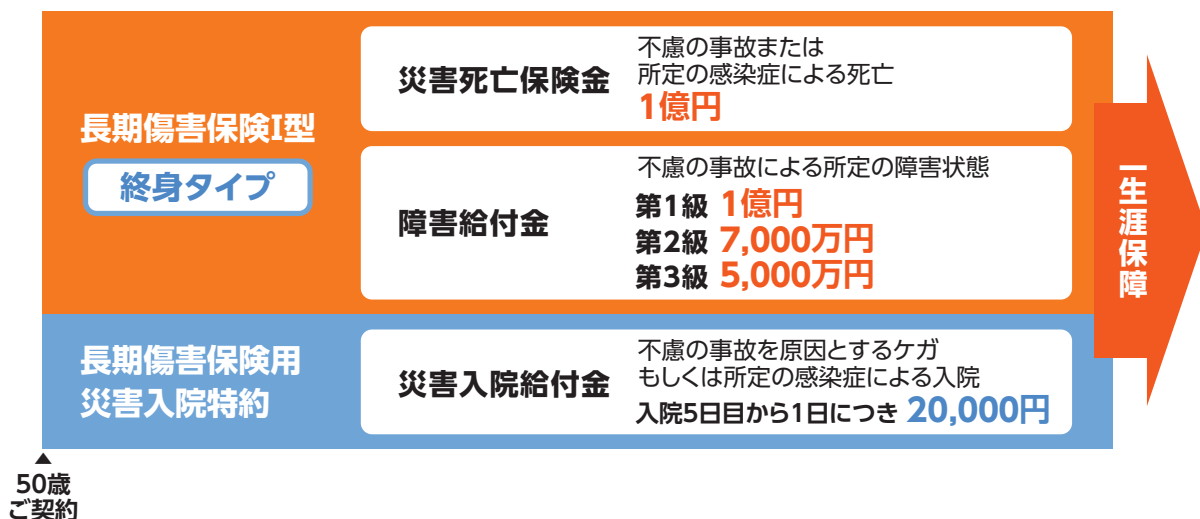 長期傷害保険I型
終身タイプ
災害死亡保険金
不慮の事故または
所定の感染症による死亡
1億円
障害給付金
不慮の事故による所定の障害状態
第1級 1億円
第2級 7,000万円
第3級 5,000万円
長期傷害保険用
災害入院特約
災害入院給付金
不慮の事故を原因とするケガ
もしくは所定の感染症による入院
入院5日目から1日につき 20,000円
一生涯保障
▲
50歳
ご契約